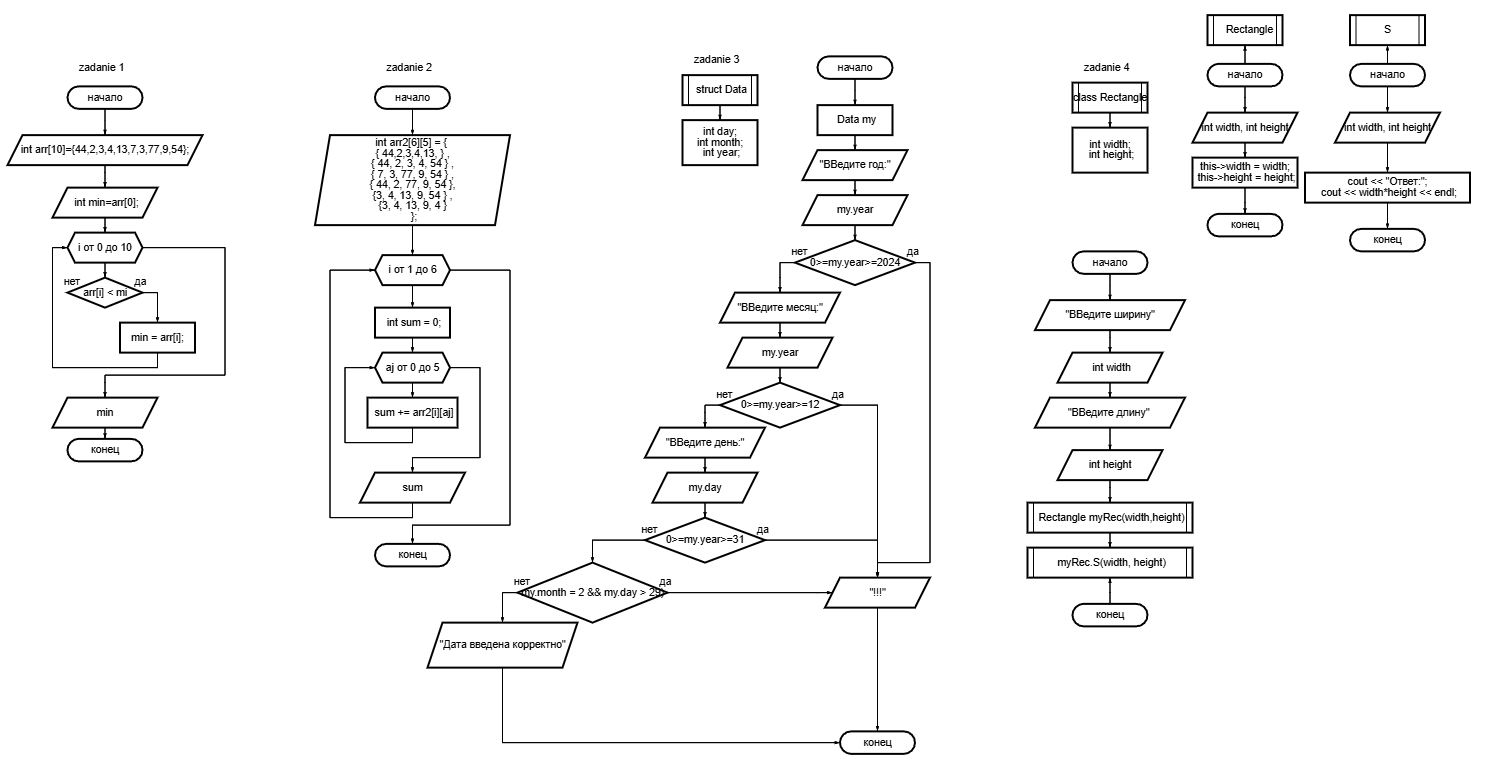 zadanie 1
начало
int arr[10]={44,2,3,4,13,7,3,77,9,54};
int min=arr[0];
i от 0 до 10
нет
да
arr[i] < mi
min = arr[i];
min
конец
zadanie 2
начало
int arr2[6][5] = {
{ 44,2,3,4,13, } ,
{ 44, 2, 3, 4, 54 } ,
{ 7, 3, 77, 9, 54 } ,
{ 44, 2, 77, 9, 54 },
{3, 4, 13, 9, 54 } ,
{3, 4, 13, 9, 4 }
};
i от 1 до 6
int sum = 0;
aj от 0 до 5
sum += arr2[i][aj]
sum
конец
zadanie 3
struct Data
int day;
int month;
int year;
начало
Data my
"ВВедите год:"
my.year
нет
да
0>=my.year>=2024
"ВВедите месяц:"
my.year
нет
да
0>=my.year>=12
"ВВедите день:"
my.day
нет
да
0>=my.year>=31
нет
да
my.month = 2 && my.day > 29)
"!!!"
"Дата введена корректно"
конец
zadanie 4
class Rectangle
int width;
int height;
Rectangle
начало
int width, int height
this->width = width;
this->height = height;
конец
S
начало
int width, int height
cout << "Ответ:";
cout << width*height << endl;
конец
начало
"ВВедите ширину"
int width
"ВВедите длину"
int height
Rectangle myRec(width,height)
myRec.S(width, height)
конец